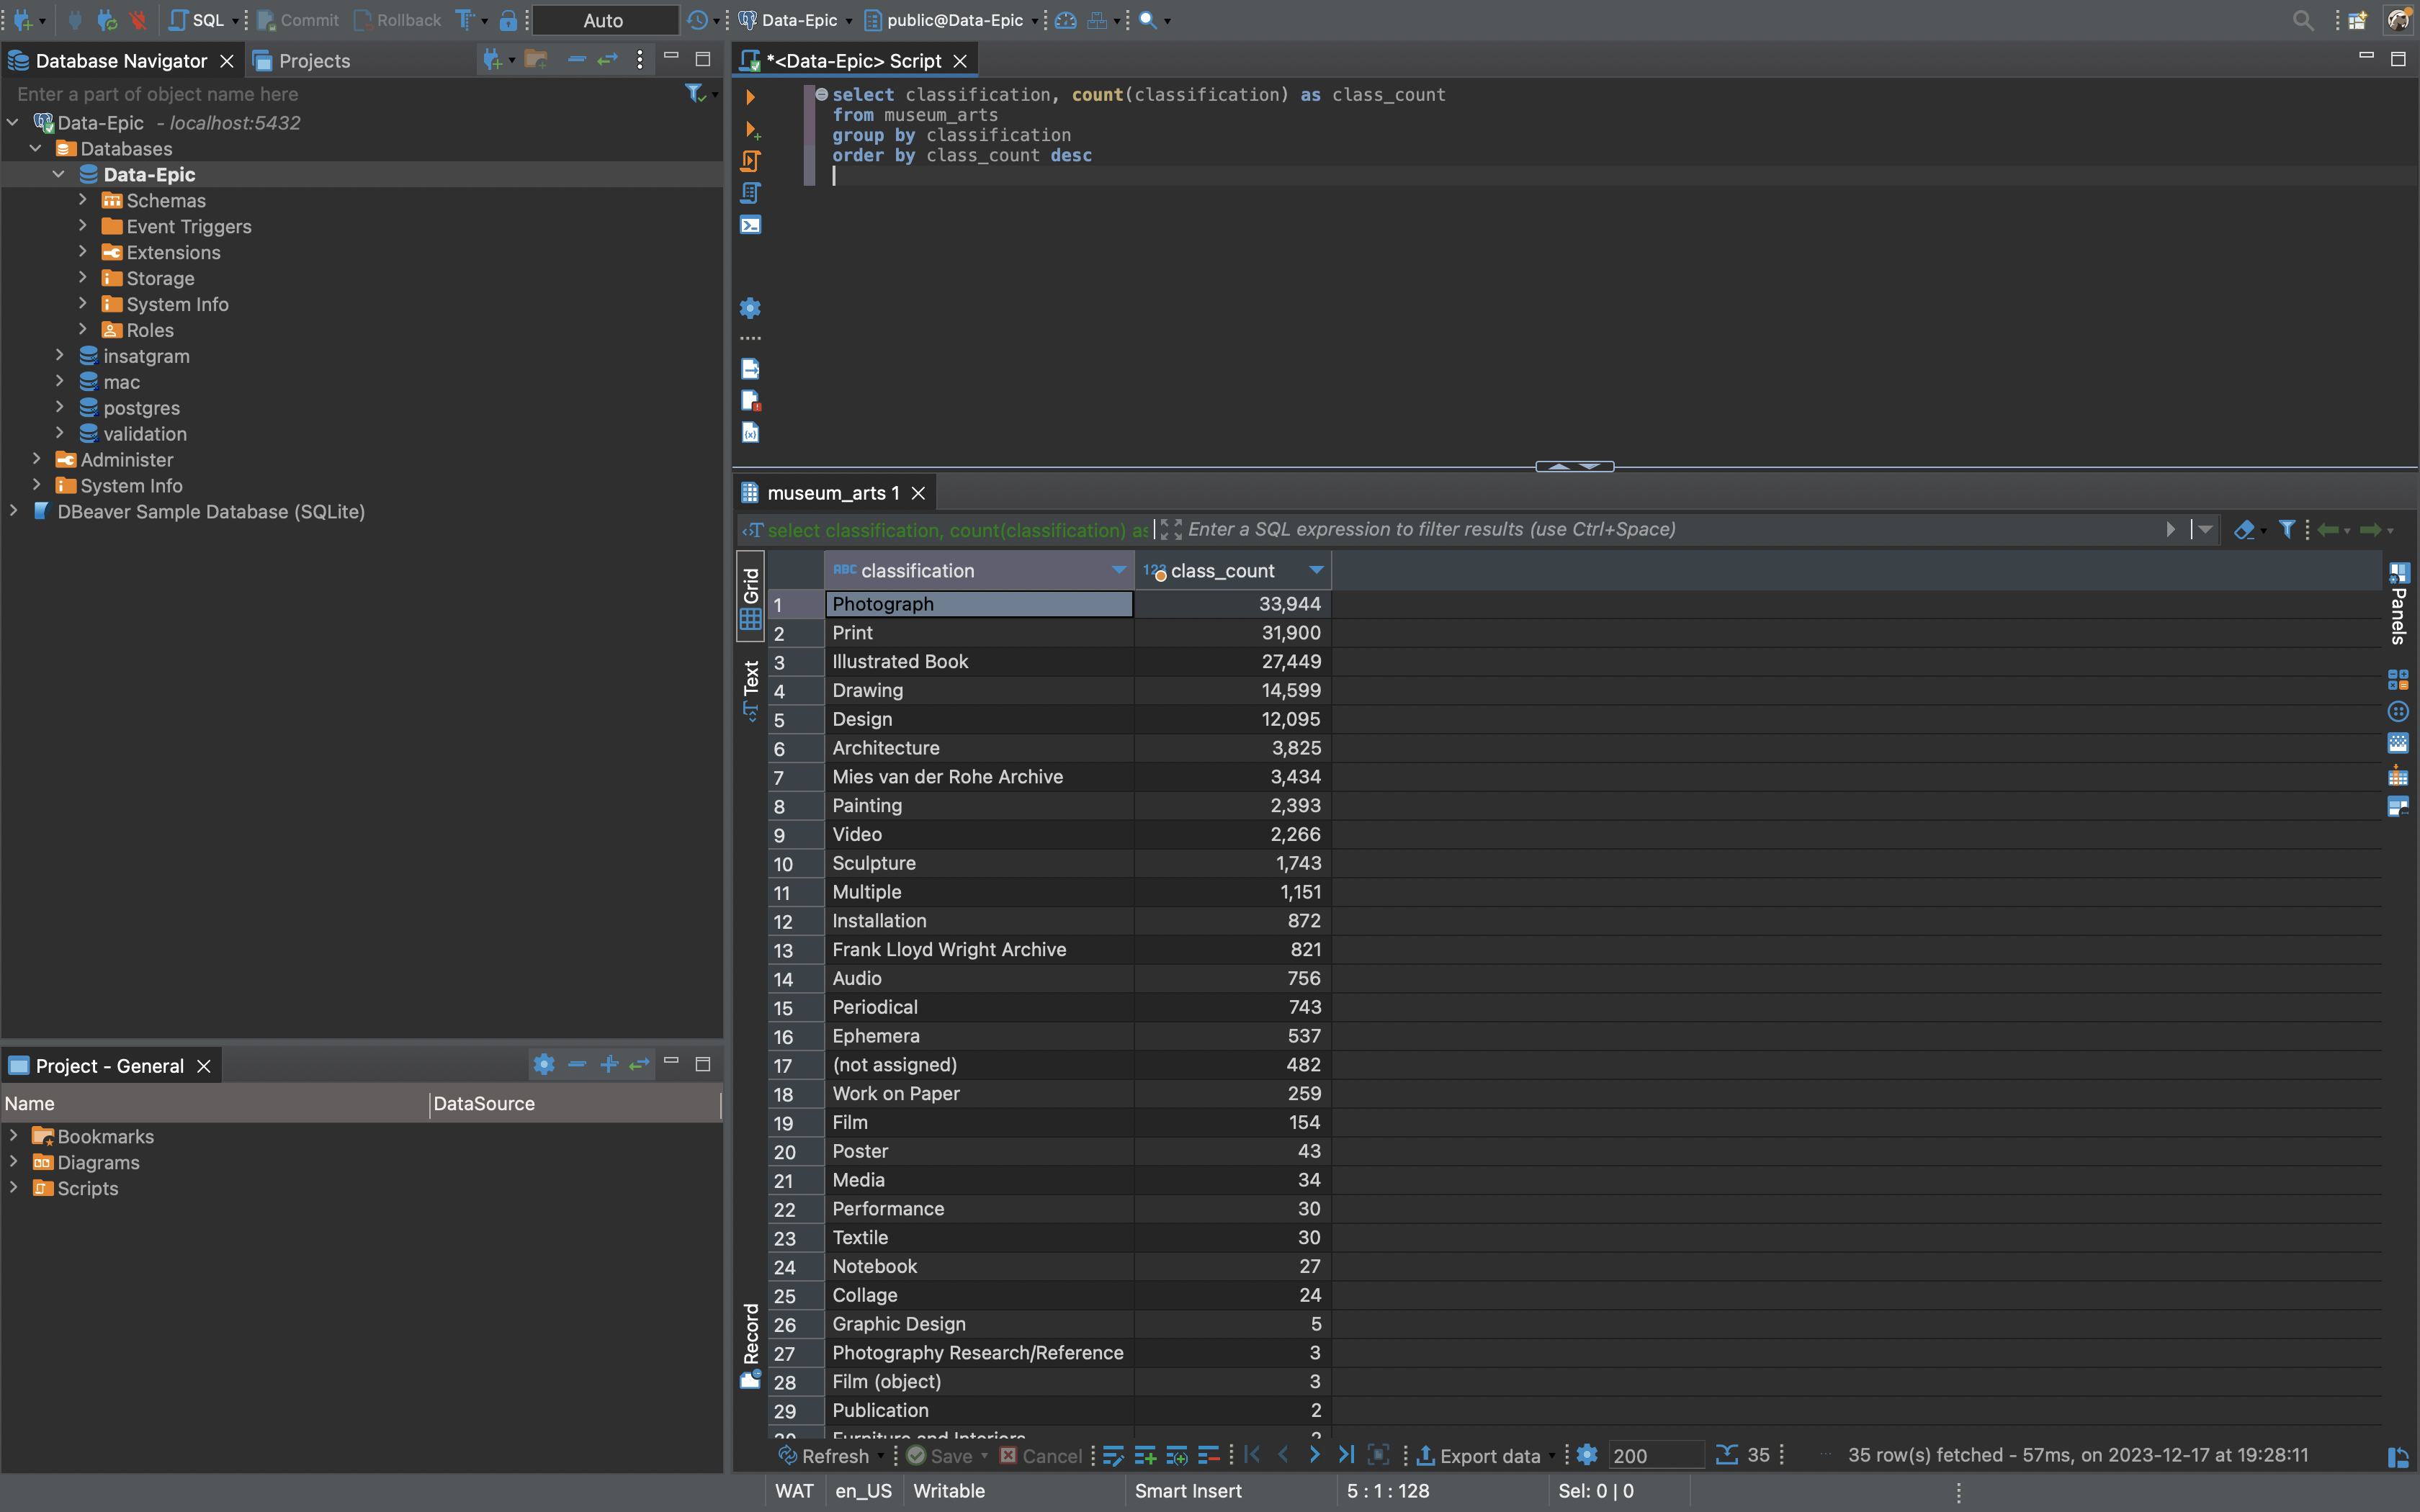 SQL Commit Rollback Auto Data-Epic public@Data-Epic
Database Navigator Projects
Enter a part of object name here
Data-Epic - localhost:5432
Databases
Data-Epic
Schemas
Event Triggers
Extensions
Storage
System Info
Roles
insatgram
mac
postgres
validation
Administer
System Info
DBeaver Sample Database (SQLite)
Project - General
Name DataSource
Bookmarks
Diagrams
Scripts
*<Data-Epic> Script
select classification, count(classification) as class_count
from museum_arts
group by classification
order by class_count desc
museum_arts 1
select classification, count(classification) as Enter a SQL expression to filter results (use Ctrl+Space)
Grid
Text
Record
Panels
ABC classification 123 class_count
1 Photograph 33,944
2 Print 31,900
3 Illustrated Book 27,449
4 Drawing 14,599
5 Design 12,095
6 Architecture 3,825
7 Mies van der Rohe Archive 3,434
8 Painting 2,393
9 Video 2,266
10 Sculpture 1,743
11 Multiple 1,151
12 Installation 872
13 Frank Lloyd Wright Archive 821
14 Audio 756
15 Periodical 743
16 Ephemera 537
17 (not assigned) 482
18 Work on Paper 259
19 Film 154
20 Poster 43
21 Media 34
22 Performance 30
23 Textile 30
24 Notebook 27
25 Collage 24
26 Graphic Design 5
27 Photography Research/Reference 3
28 Film (object) 3
29 Publication 2
30 Furniture and Interiors 2
Refresh Save Cancel Export data 200 35 35 row(s) fetched - 57ms, on 2023-12-17 at 19:28:11
WAT en_US Writable Smart Insert 5 : 1 : 128 Sel: 0 | 0